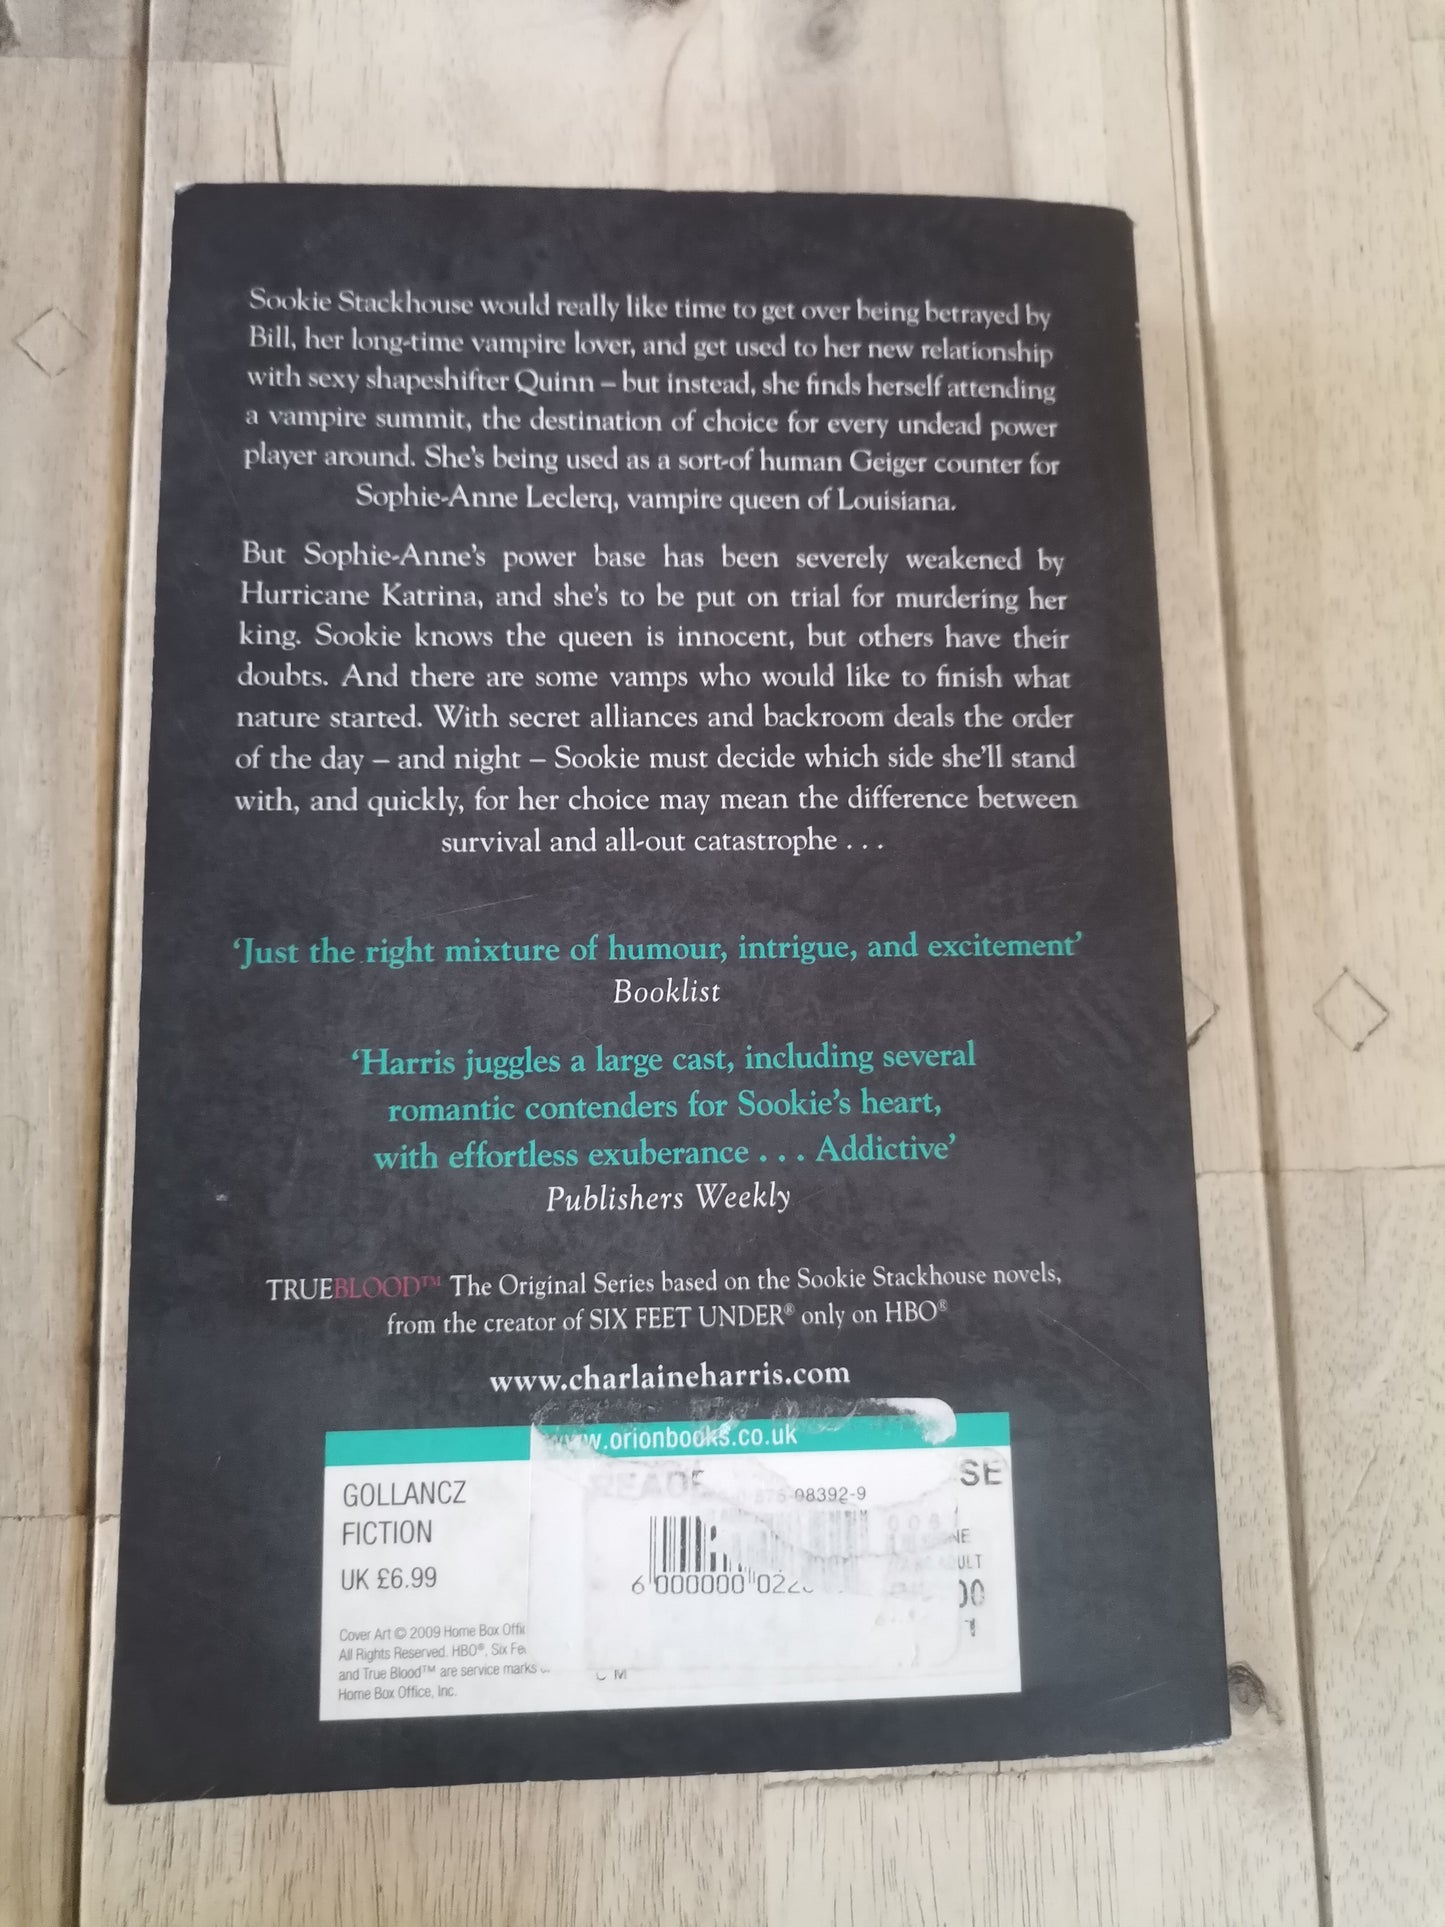 Sookie Stackhouse would really like time to get over being betrayed by
Bill, her long-time vampire lover, and get used to her new relationship
with sexy shapeshifter Quinn – but instead, she finds herself attending
a vampire summit, the destination of choice for every undead power
player around. She's being used as a sort-of human Geiger counter for
Sophie-Anne Leclerq, vampire queen of Louisiana.
But Sophie-Anne's power base has been severely weakened by
Hurricane Katrina, and she's to be put on trial for murdering her
king. Sookie knows the queen is innocent, but others have their
doubts. And there are some vamps who would like to finish what
nature started. With secret alliances and backroom deals the order
of the day – and night – Sookie must decide which side she'll stand
with, and quickly, for her choice may mean the difference between
survival and all-out catastrophe . . .
'Just the right mixture of humour, intrigue, and excitement'
Booklist
'Harris juggles a large cast, including several
romantic contenders for Sookie's heart,
with effortless exuberance . . . Addictive'
Publishers Weekly
TRUEBLOOD™ The Original Series based on the Sookie Stackhouse novels,
from the creator of SIX FEET UNDER® only on HBO®
www.charlaineharris.com
www.orionbooks.co.uk
GOLLANCZ
FICTION
UK £6.99
Cover Art © 2009 Home Box
All Rights Reserved. HBO®, Six
and True Blood™ are service marks
Home Box Office, Inc.
SE
08392-9
6 000000